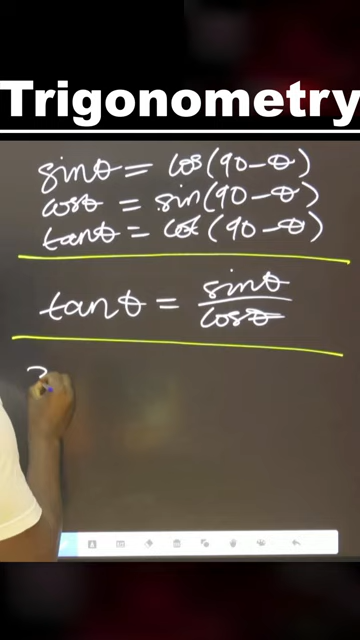 Trigonometry
sinθ = cos(90-θ)
cosθ = sin(90-θ)
tanθ = cot(90-θ)
tanθ = sinθ
cosθ